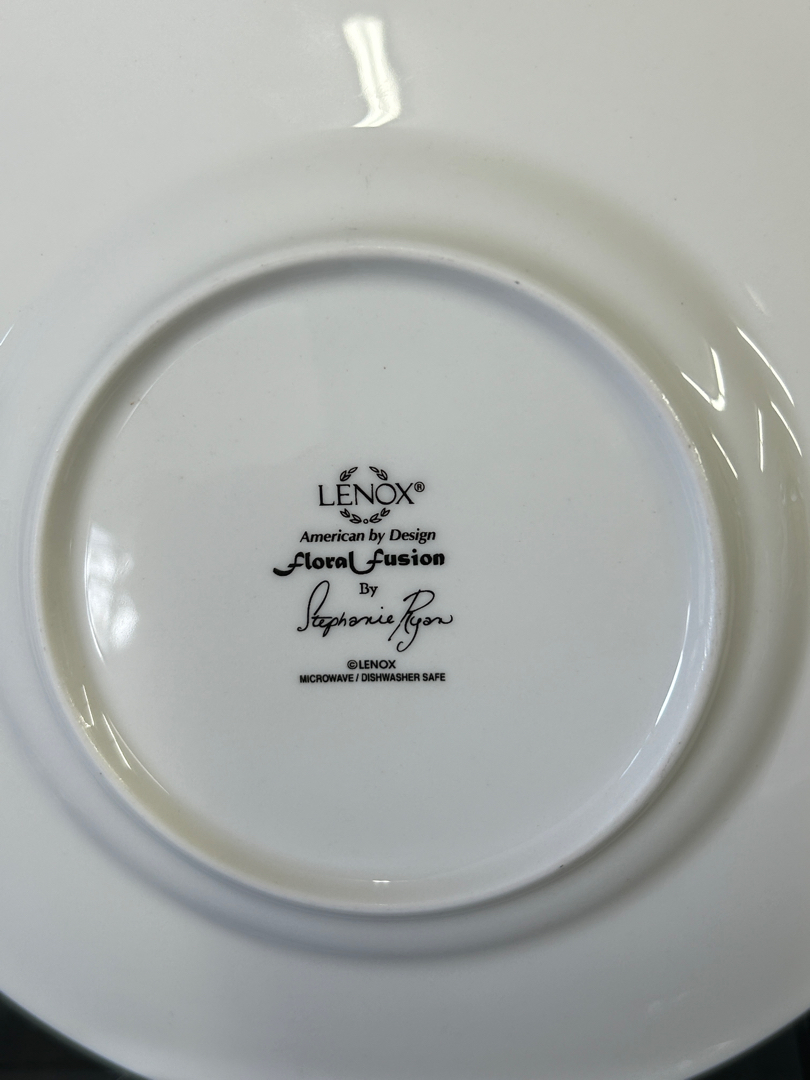 LENOX®
American by Design
floral fusion
By
Stephanie Ryan
©LENOX
MICROWAVE / DISHWASHER SAFE